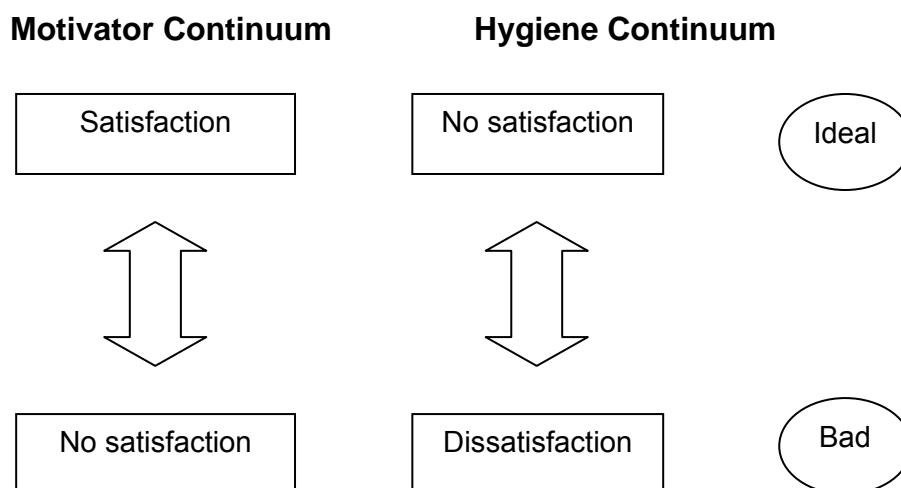 Motivator Continuum
Hygiene Continuum
Satisfaction
No satisfaction
Ideal
No satisfaction
Dissatisfaction
Bad